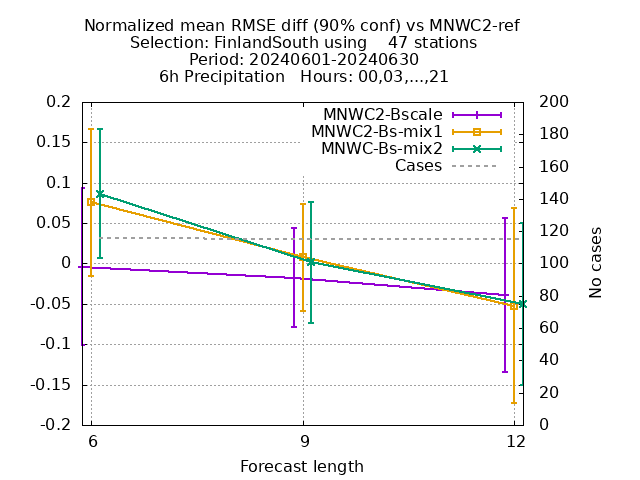 Normalized mean RMSE diff (90% conf) vs MNWC2-ref
Selection: FinlandSouth using 47 stations
Period: 20240601-20240630
6h Precipitation Hours: 00,03,...,21
MNWC2-Bscale
MNWC2-Bs-mix1
MNWC-Bs-mix2
Cases
0.2
0.15
0.1
0.05
0
-0.05
-0.1
-0.15
-0.2
200
180
160
140
120
100
80
60
40
20
0
No cases
6
9
12
Forecast length